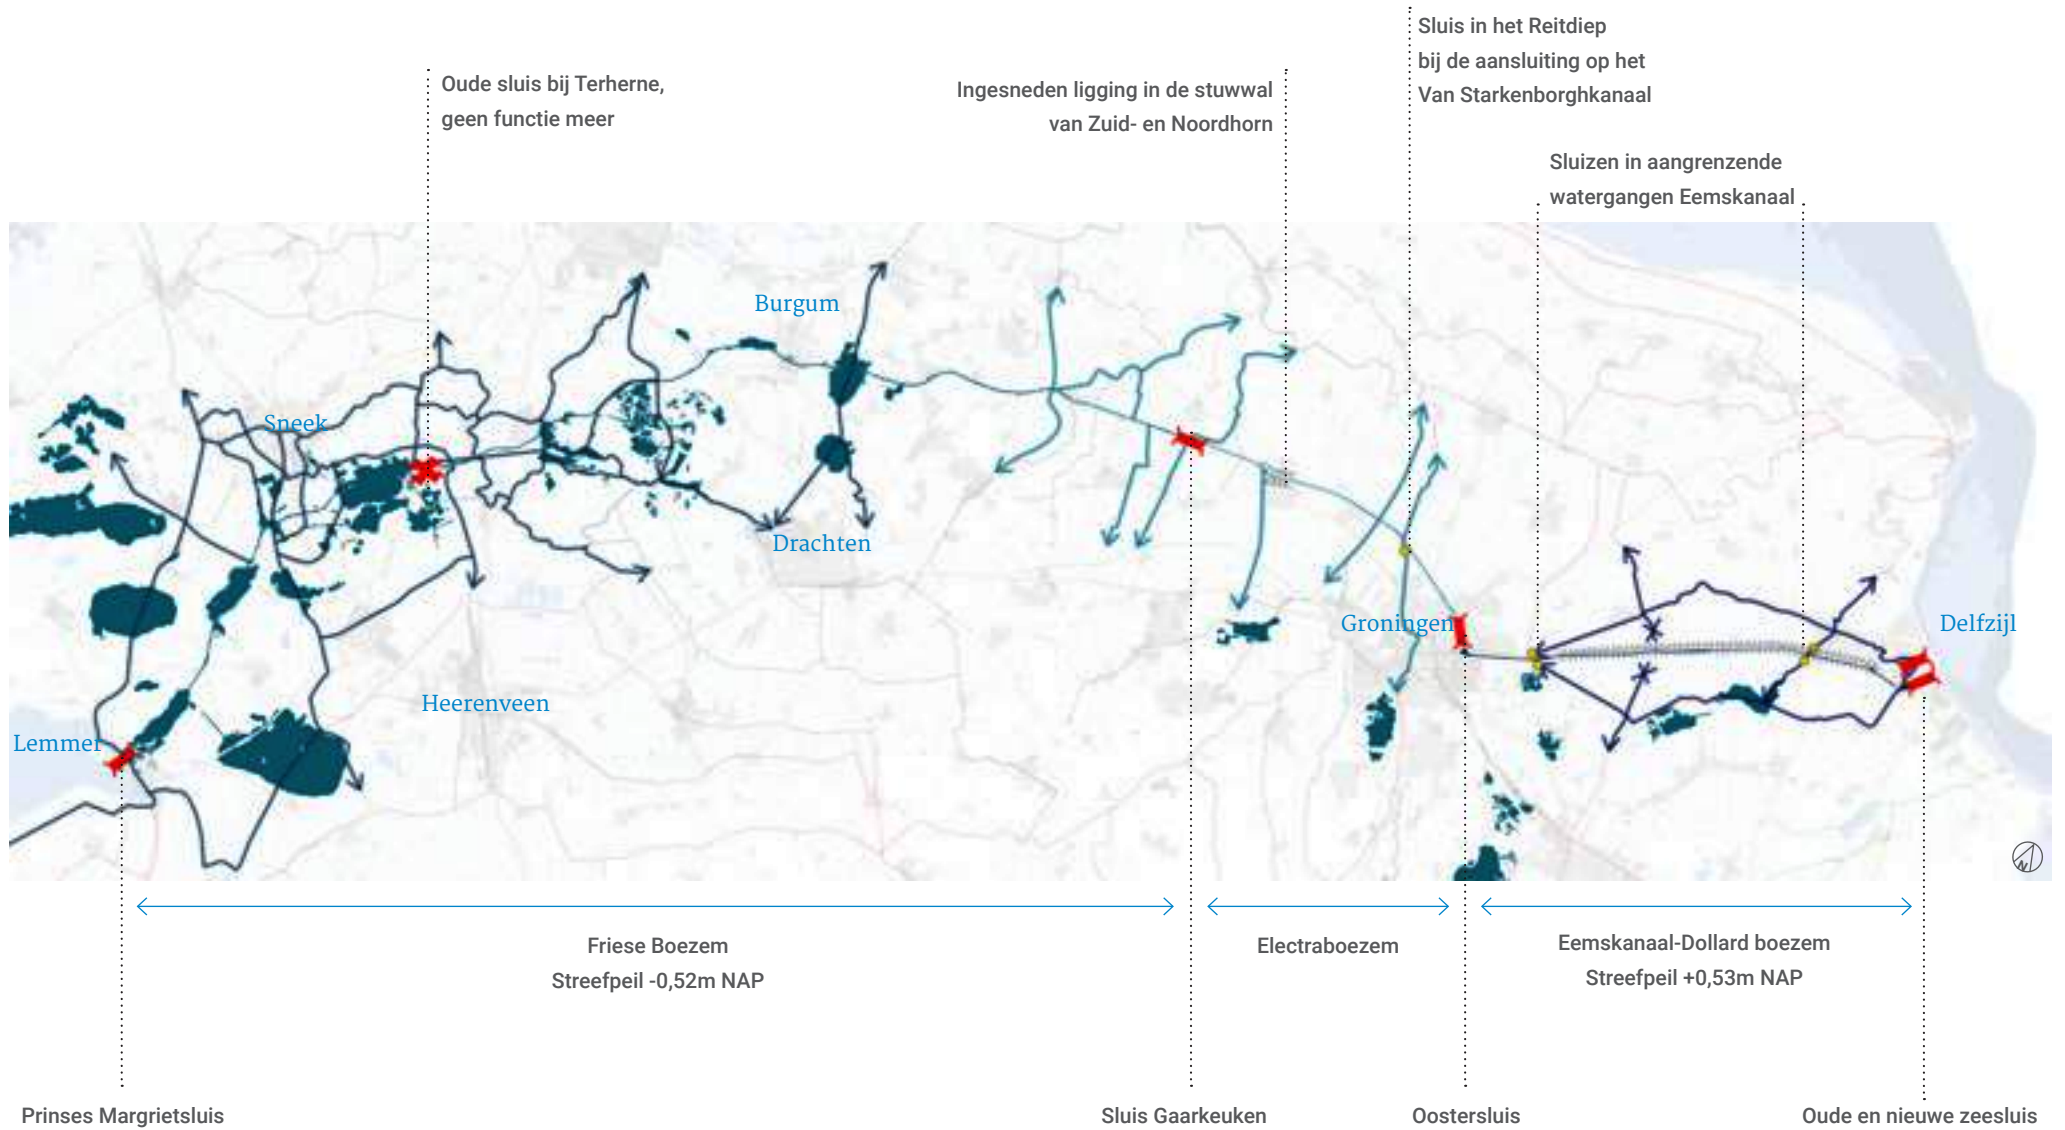 Sluis in het Reitdiep
bij de aansluiting op het
Van Starkenborghkanaal
Oude sluis bij Terherne,
geen functie meer
Ingesneden ligging in de stuwwal
van Zuid- en Noordhorn
Sluizen in aangrenzende
watergangen Eemskanaal
Burgum
Sneek
Drachten
Groningen
Delfzijl
Heerenveen
Lemmer
N
Friese Boezem
Streefpeil -0,52m NAP
Electraboezem
Eemskanaal-Dollard boezem
Streefpeil +0,53m NAP
Prinses Margrietsluis
Sluis Gaarkeuken
Oostersluis
Oude en nieuwe zeesluis